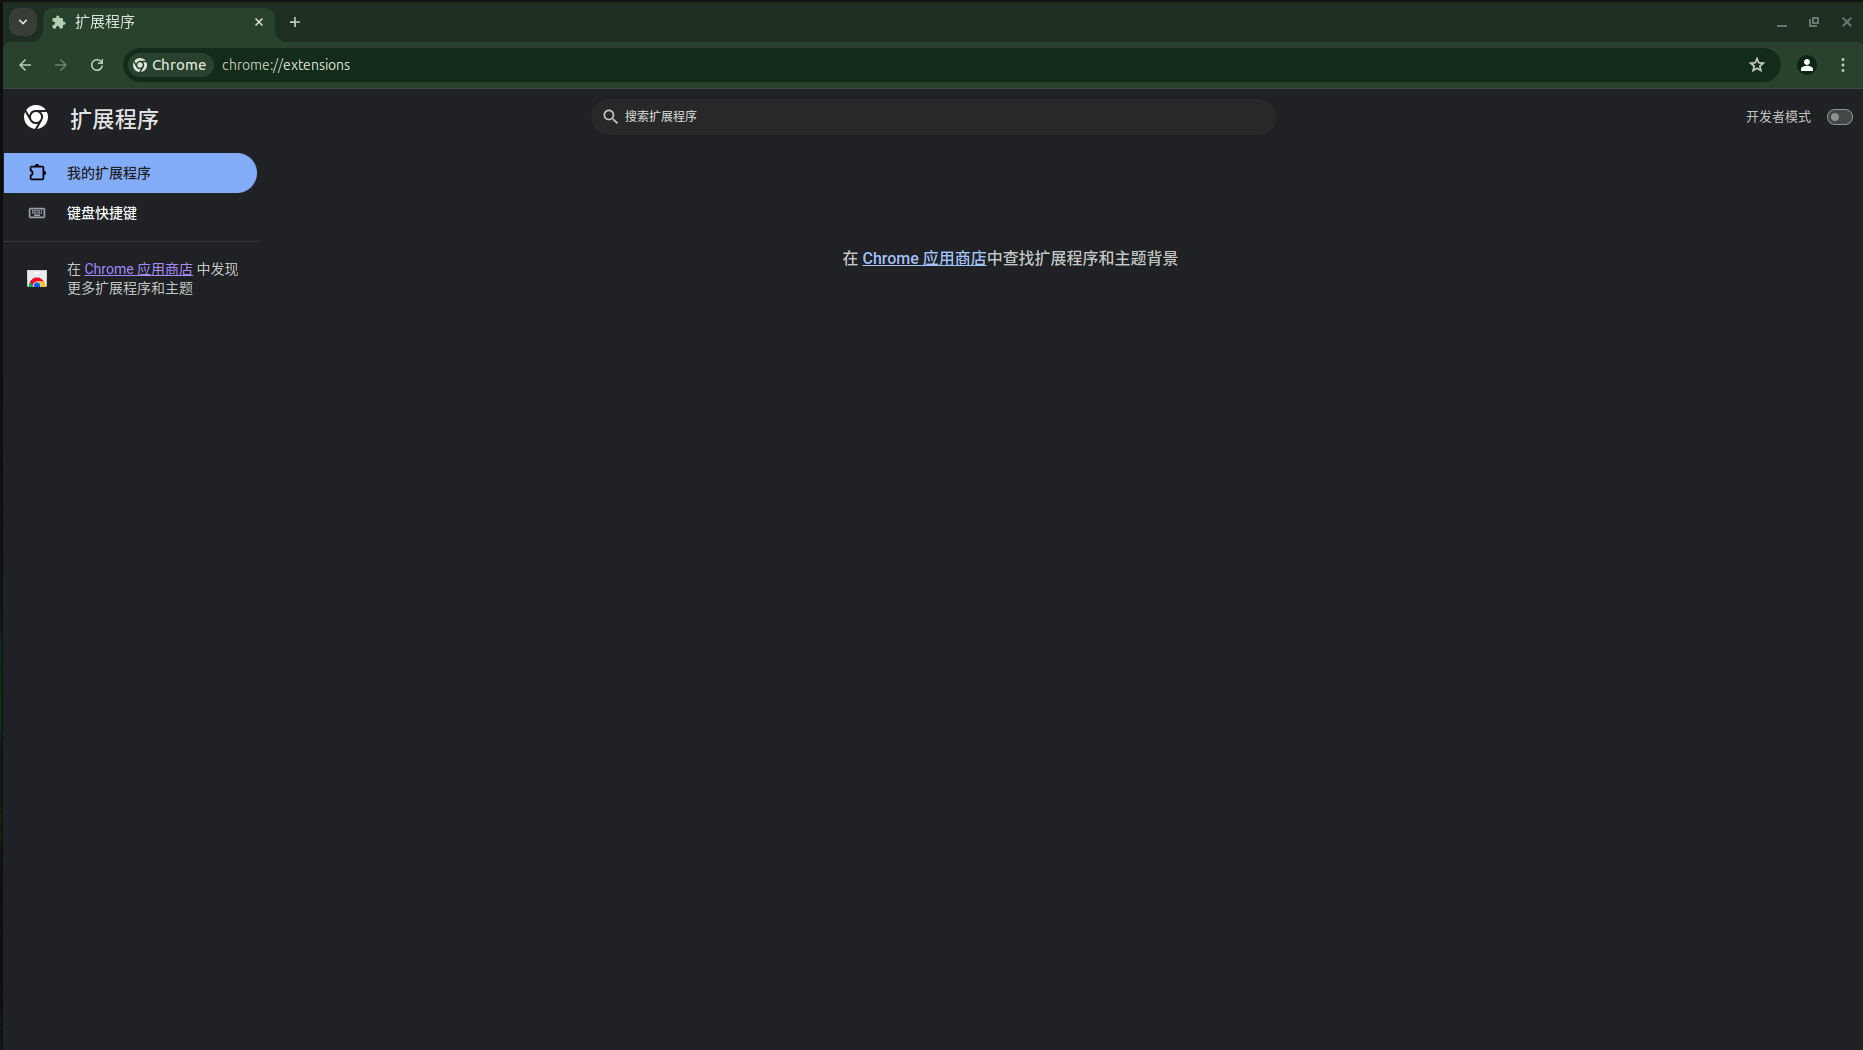 扩展程序
Chrome
chrome://extensions
扩展程序
搜索扩展程序
开发者模式
我的扩展程序
键盘快捷键
在 Chrome 应用商店 中发现
更多扩展程序和主题
在 Chrome 应用商店中查找扩展程序和主题背景